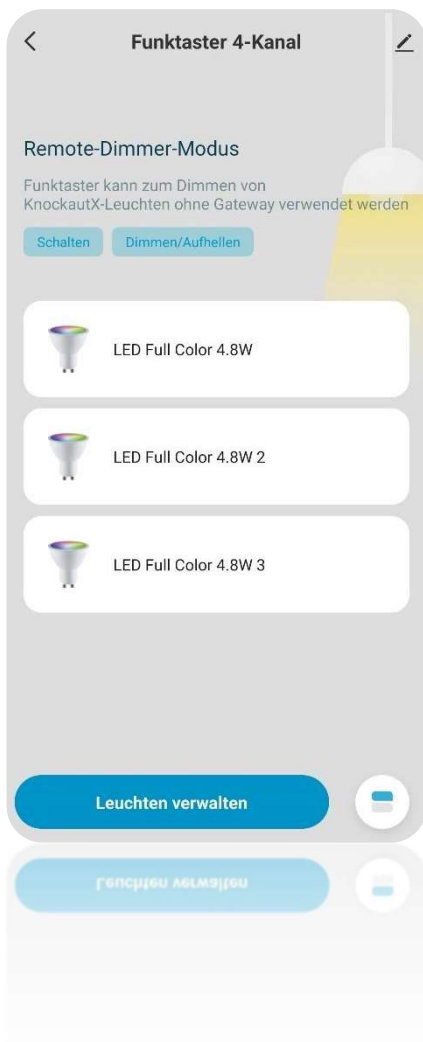 Funktaster 4-Kanal
Remote-Dimmer-Modus
Funktaster kann zum Dimmen von
KnockautX-Leuchten ohne Gateway verwendet werden
Schalten Dimmen/Aufhellen
LED Full Color 4.8W
LED Full Color 4.8W 2
LED Full Color 4.8W 3
Leuchten verwalten